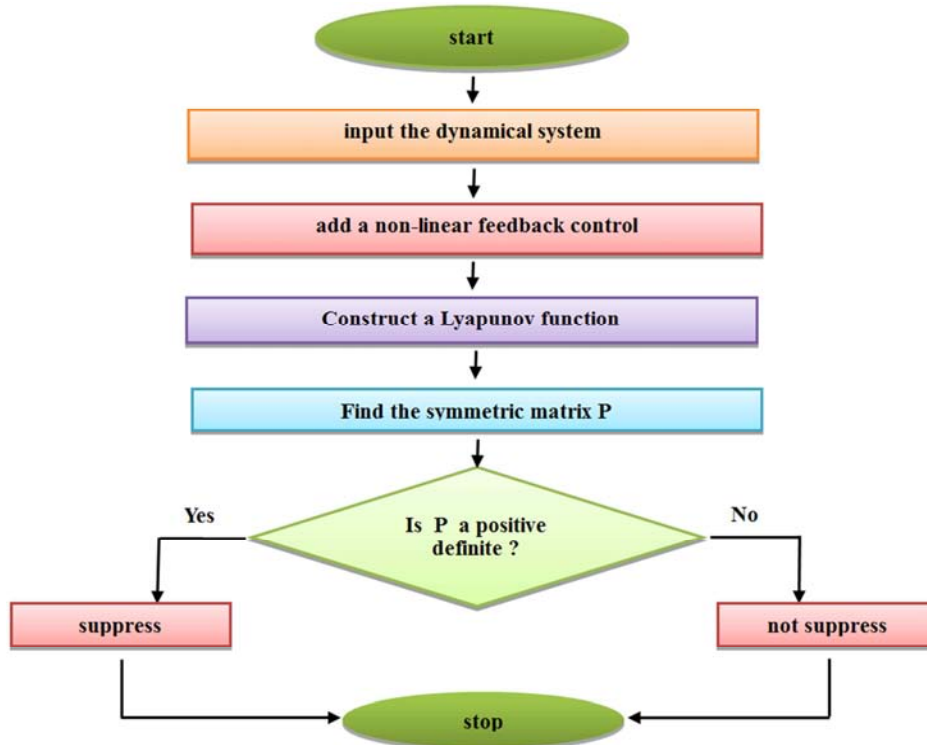 start
input the dynamical system
add a non-linear feedback control
Construct a Lyapunov function
Find the symmetric matrix P
Yes
No
Is P a positive
definite ?
suppress
not suppress
stop